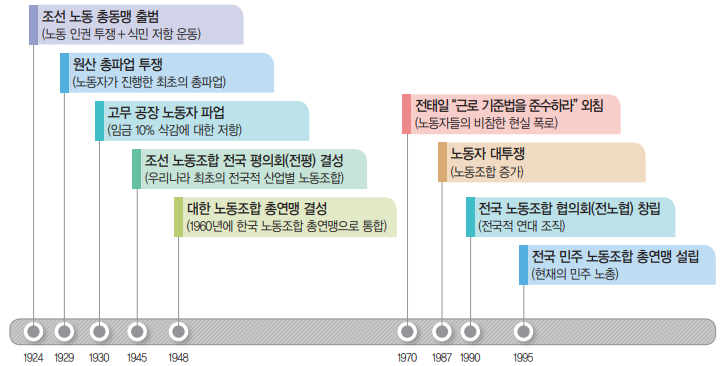 조선 노동 총동맹 출범
(노동 인권 투쟁 + 식민 저항 운동)
원산 총파업 투쟁
(노동자가 진행한 최초의 총파업)
고무 공장 노동자 파업
(임금 10% 삭감에 대한 저항)
조선 노동조합 전국 평의회(전평) 결성
(우리나라 최초의 전국적 산업별 노동조합)
대한 노동조합 총연맹 결성
(1960년에 한국 노동조합 총연맹으로 통합)
전태일 “근로 기준법을 준수하라” 외침
(노동자들의 비참한 현실 폭로)
노동자 대투쟁
(노동조합 증가)
전국 노동조합 협의회(전노협) 창립
(전국적 연대 조직)
전국 민주 노동조합 총연맹 설립
(현재의 민주 노총)
1924 1929 1930 1945 1948 1970 1987 1990 1995